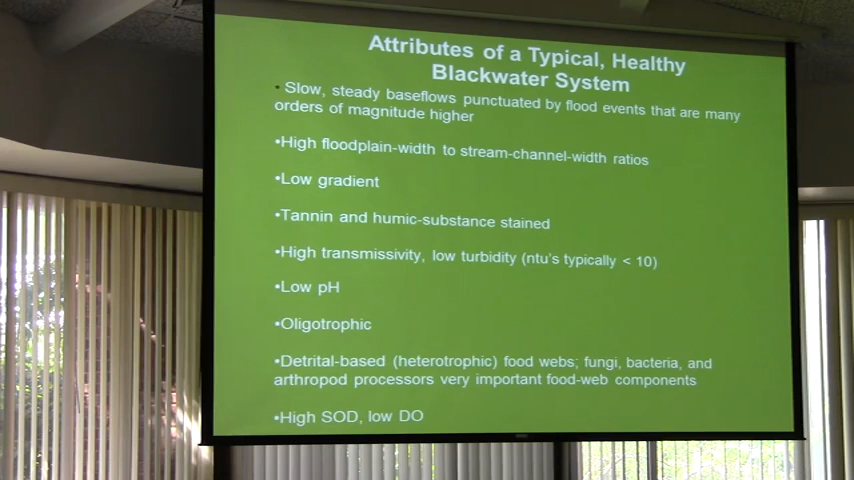 Attributes of a Typical, Healthy
Blackwater System
• Slow, steady baseflows punctuated by flood events that are many
orders of magnitude higher
•High floodplain-width to stream-channel-width ratios
•Low gradient
•Tannin and humic-substance stained
•High transmissivity, low turbidity (ntu's typically < 10)
•Low pH
•Oligotrophic
•Detrital-based (heterotrophic) food webs; fungi, bacteria, and
arthropod processors very important food-web components
•High SOD, low DO